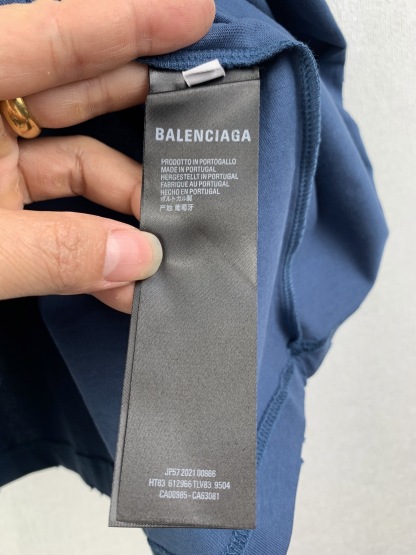 BALENCIAGA
PRODOTTO IN PORTOGALLO
MADE IN PORTUGAL
HERGESTELLT IN PORTUGAL
FABRIQUE AU PORTUGAL
HECHO EN PORTUGAL
ポルトガル製
产地 葡萄牙
JP57 2021 00986
HT83 612966 TLV83 9504
CA00985-CA63081